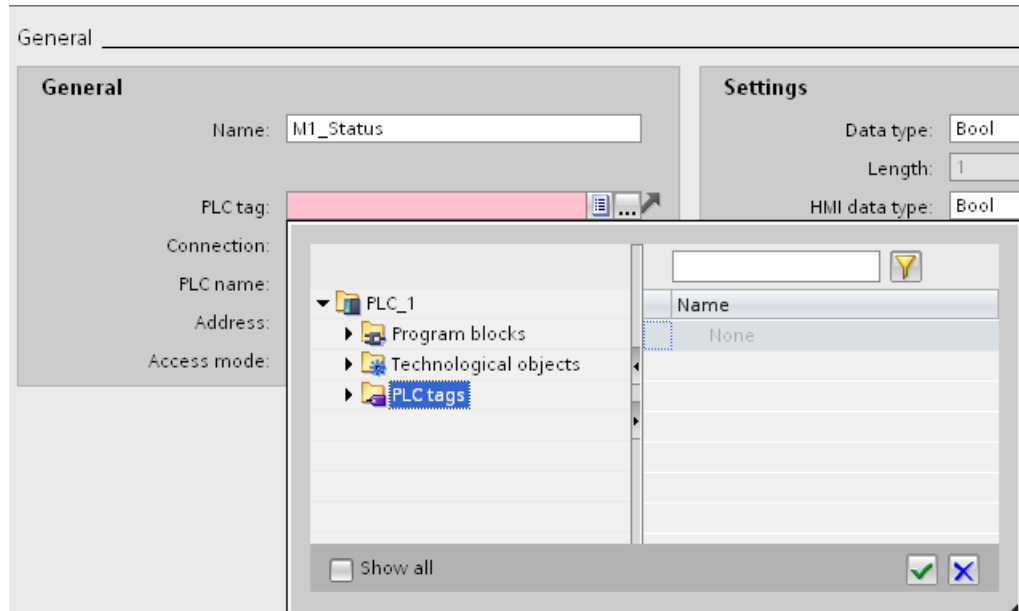 General
General
Name: M1_Status
PLC tag: ...
Connection:
PLC name:
Address:
Access mode:
Settings
Data type: Bool
Length: 1
HMI data type: Bool
PLC_1
Program blocks
Technological objects
PLC tags
Name
None
Show all